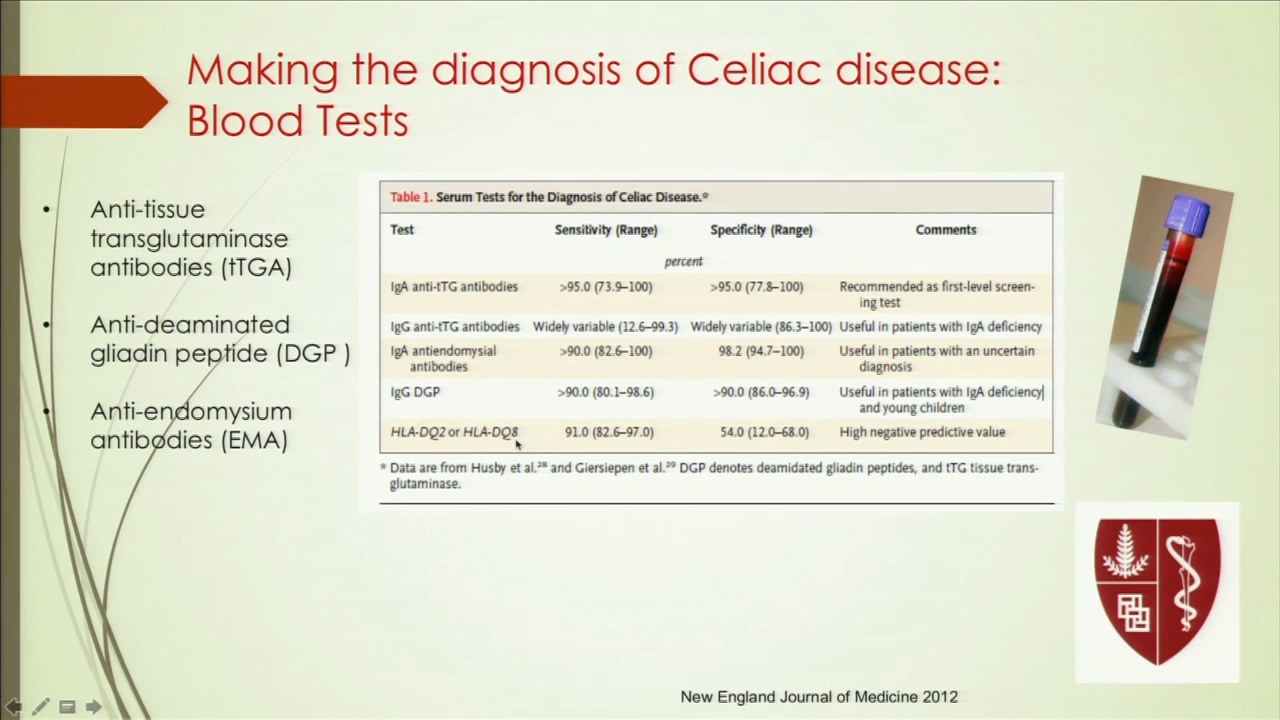 Making the diagnosis of Celiac disease:
Blood Tests
• Anti-tissue
transglutaminase
antibodies (tTGA)
• Anti-deaminated
gliadin peptide (DGP )
• Anti-endomysium
antibodies (EMA)
Table 1. Serum Tests for the Diagnosis of Celiac Disease.*
Test Sensitivity (Range) Specificity (Range) Comments
percent
IgA anti-tTG antibodies >95.0 (73.9–100) >95.0 (77.8–100) Recommended as first-level screen-
ing test
IgG anti-tTG antibodies Widely variable (12.6–99.3) Widely variable (86.3–100) Useful in patients with IgA deficiency
IgA antiendomysial >90.0 (82.6–100) 98.2 (94.7–100) Useful in patients with an uncertain
antibodies diagnosis
IgG DGP >90.0 (80.1–98.6) >90.0 (86.0–96.9) Useful in patients with IgA deficiency
and young children
HLA-DQ2 or HLA-DQ8 91.0 (82.6–97.0) 54.0 (12.0–68.0) High negative predictive value
* Data are from Husby et al.²⁸ and Giersiepen et al.²⁹ DGP denotes deamidated gliadin peptides, and tTG tissue trans-
glutaminase.
New England Journal of Medicine 2012